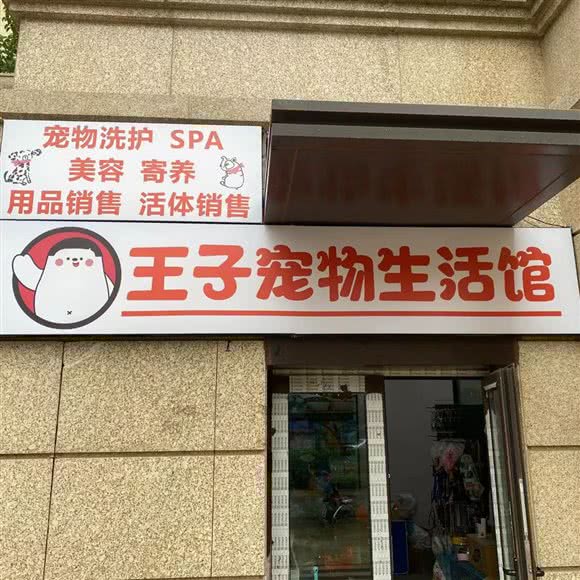 宠物洗护 SPA
美容 寄养
用品销售 活体销售
王子宠物生活馆